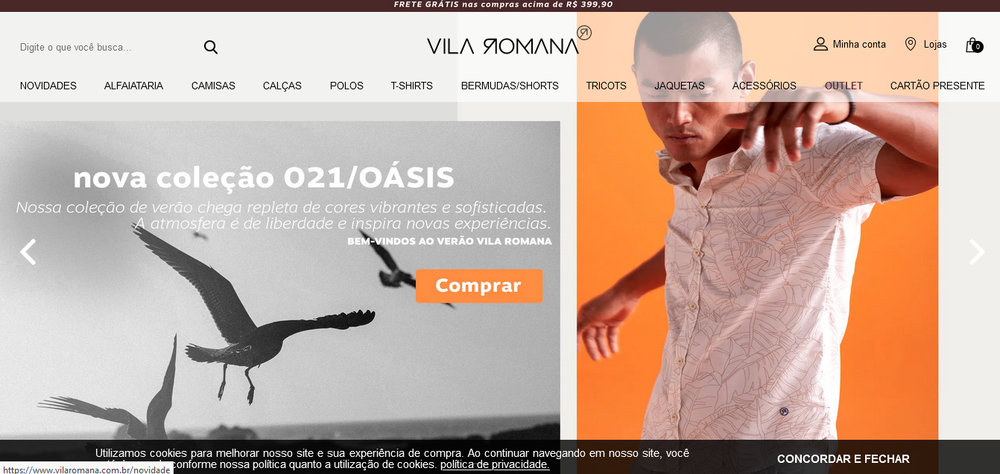 FRETE GRÁTIS nas compras acima de R$ 399,90
Digite o que você busca...
VILA ROMANA
R
Minha conta
Lojas
0
NOVIDADES ALFAIATARIA CAMISAS CALÇAS POLOS T-SHIRTS BERMUDAS/SHORTS TRICOTS JAQUETAS ACESSÓRIOS OUTLET CARTÃO PRESENTE
nova coleção 021/OÁSIS
Nossa coleção de verão chega repleta de cores vibrantes e sofisticadas.
A atmosfera é de liberdade e inspira novas experiências.
BEM-VINDOS AO VERÃO VILA ROMANA
Comprar
Utilizamos cookies para melhorar nosso site e sua experiência de compra. Ao continuar navegando em nosso site, você
conforme nossa política quanto a utilização de cookies. política de privacidade.
CONCORDAR E FECHAR
https://www.vilaromana.com.br/novidade